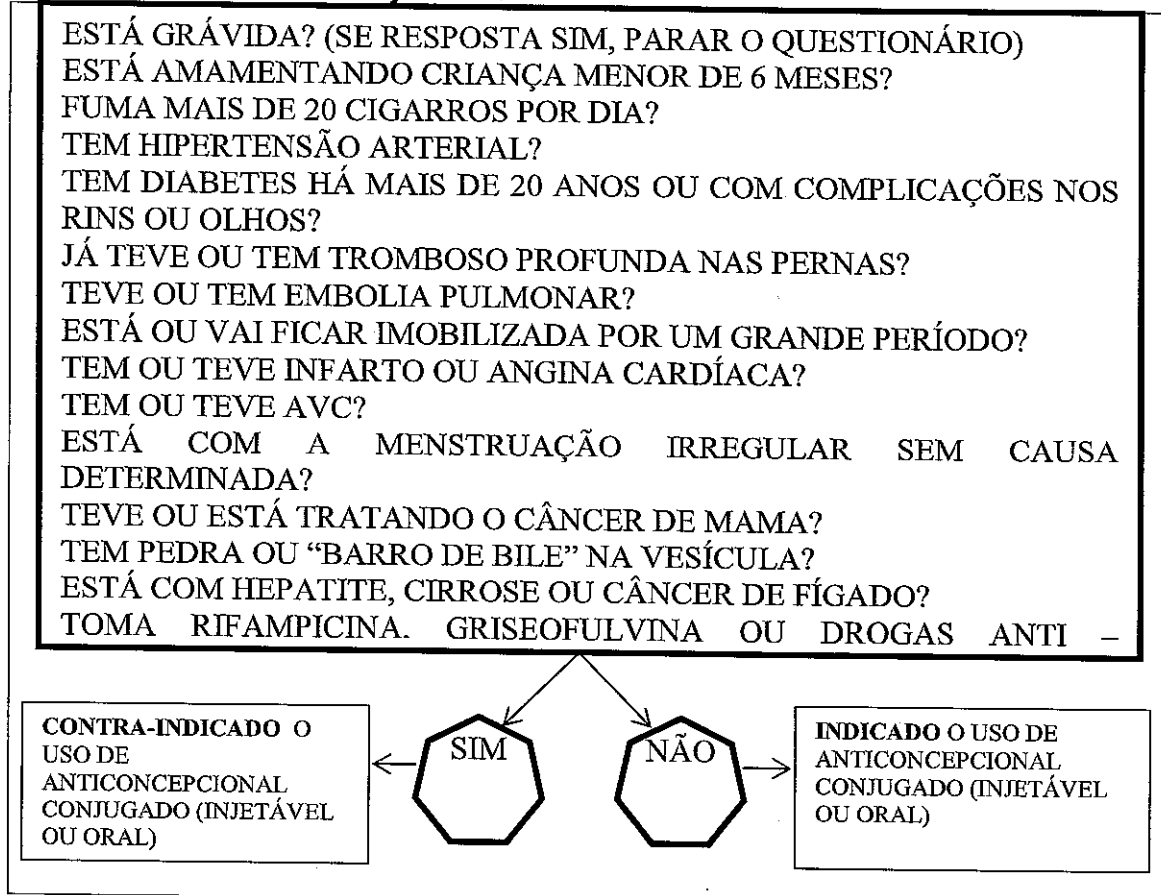 ESTÁ GRÁVIDA? (SE RESPOSTA SIM, PARAR O QUESTIONÁRIO)
ESTÁ AMAMENTANDO CRIANÇA MENOR DE 6 MESES?
FUMA MAIS DE 20 CIGARROS POR DIA?
TEM HIPERTENSÃO ARTERIAL?
TEM DIABETES HÁ MAIS DE 20 ANOS OU COM COMPLICAÇÕES NOS
RINS OU OLHOS?
JÁ TEVE OU TEM TROMBOSO PROFUNDA NAS PERNAS?
TEVE OU TEM EMBOLIA PULMONAR?
ESTÁ OU VAI FICAR IMOBILIZADA POR UM GRANDE PERÍODO?
TEM OU TEVE INFARTO OU ANGINA CARDÍACA?
TEM OU TEVE AVC?
ESTÁ COM A MENSTRUAÇÃO IRREGULAR SEM CAUSA
DETERMINADA?
TEVE OU ESTÁ TRATANDO O CÂNCER DE MAMA?
TEM PEDRA OU “BARRO DE BILE” NA VESÍCULA?
ESTÁ COM HEPATITE, CIRROSE OU CÂNCER DE FÍGADO?
TOMA RIFAMPICINA. GRISEOFULVINA OU DROGAS ANTI –
CONTRA-INDICADO O
USO DE
ANTICONCEPCIONAL
CONJUGADO (INJETÁVEL
OU ORAL)
SIM
NÃO
INDICADO O USO DE
ANTICONCEPCIONAL
CONJUGADO (INJETÁVEL
OU ORAL)